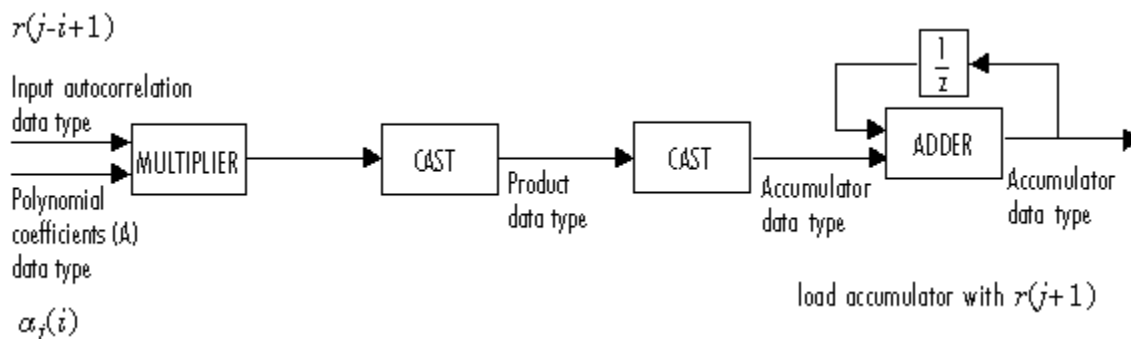 r(j-i+1)
Input autocorrelation
data type
MULTIPLIER
Polynomial
coefficients (A)
data type
α_j(i)
CAST
Product
data type
CAST
Accumulator
data type
1
z
ADDER
Accumulator
data type
load accumulator with r(j+1)